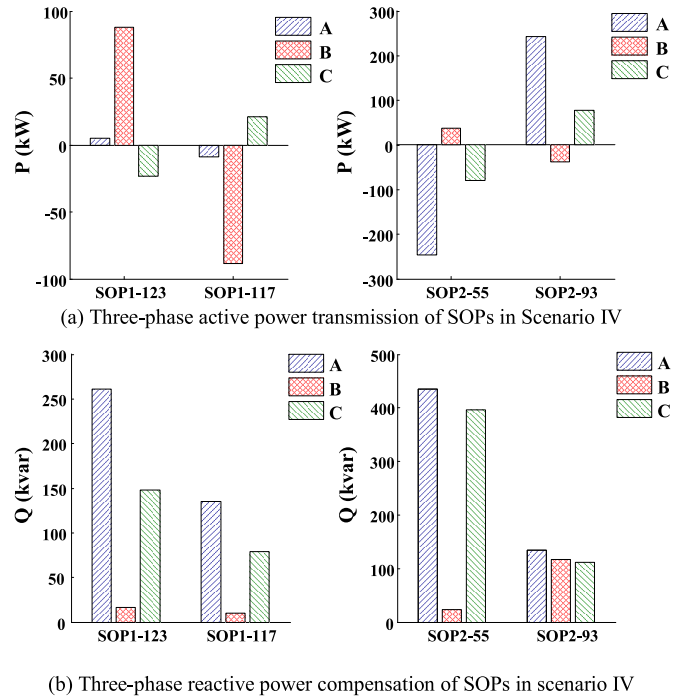 100
50
0
-50
-100
P (kW)
A
B
C
SOP1-123 SOP1-117
300
200
100
0
-100
-200
-300
P (kW)
A
B
C
SOP2-55 SOP2-93
(a) Three-phase active power transmission of SOPs in Scenario IV
300
250
200
150
100
50
0
Q (kvar)
A
B
C
SOP1-123 SOP1-117
500
400
300
200
100
0
Q (kvar)
A
B
C
SOP2-55 SOP2-93
(b) Three-phase reactive power compensation of SOPs in scenario IV